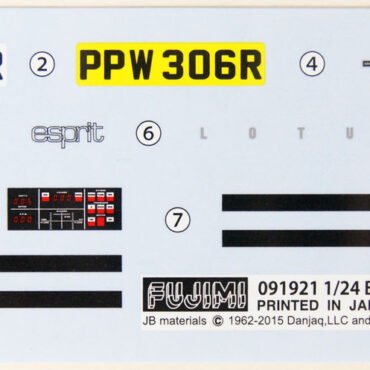 R ② PPW 306R ④
esprit ⑥ L O T U
⑦
FUJIMI 091921 1/24 E
PRINTED IN JA
JB materials © 1962-2015 Danjaq,LLC and